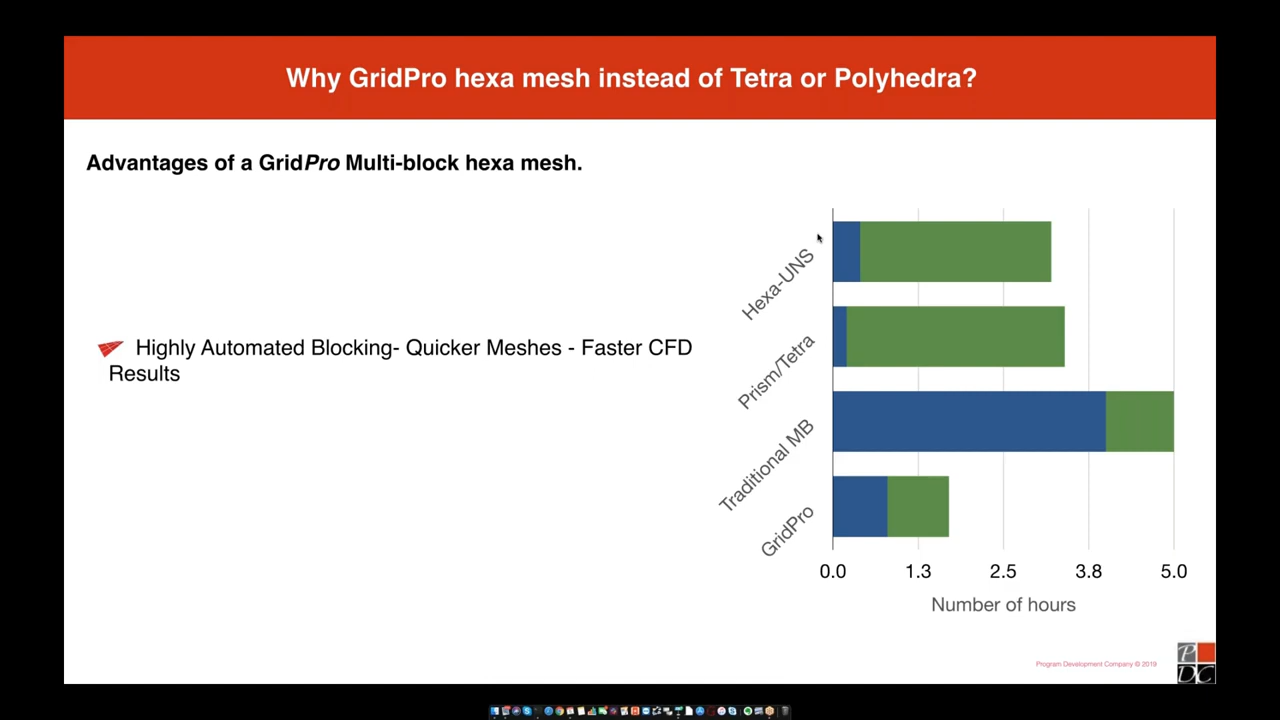 Why GridPro hexa mesh instead of Tetra or Polyhedra?
Advantages of a GridPro Multi-block hexa mesh.
Highly Automated Blocking- Quicker Meshes - Faster CFD
Results
Hexa-UNS
Prism/Tetra
Traditional MB
GridPro
0.0 1.3 2.5 3.8 5.0
Number of hours
Program Development Company © 2019
PDC